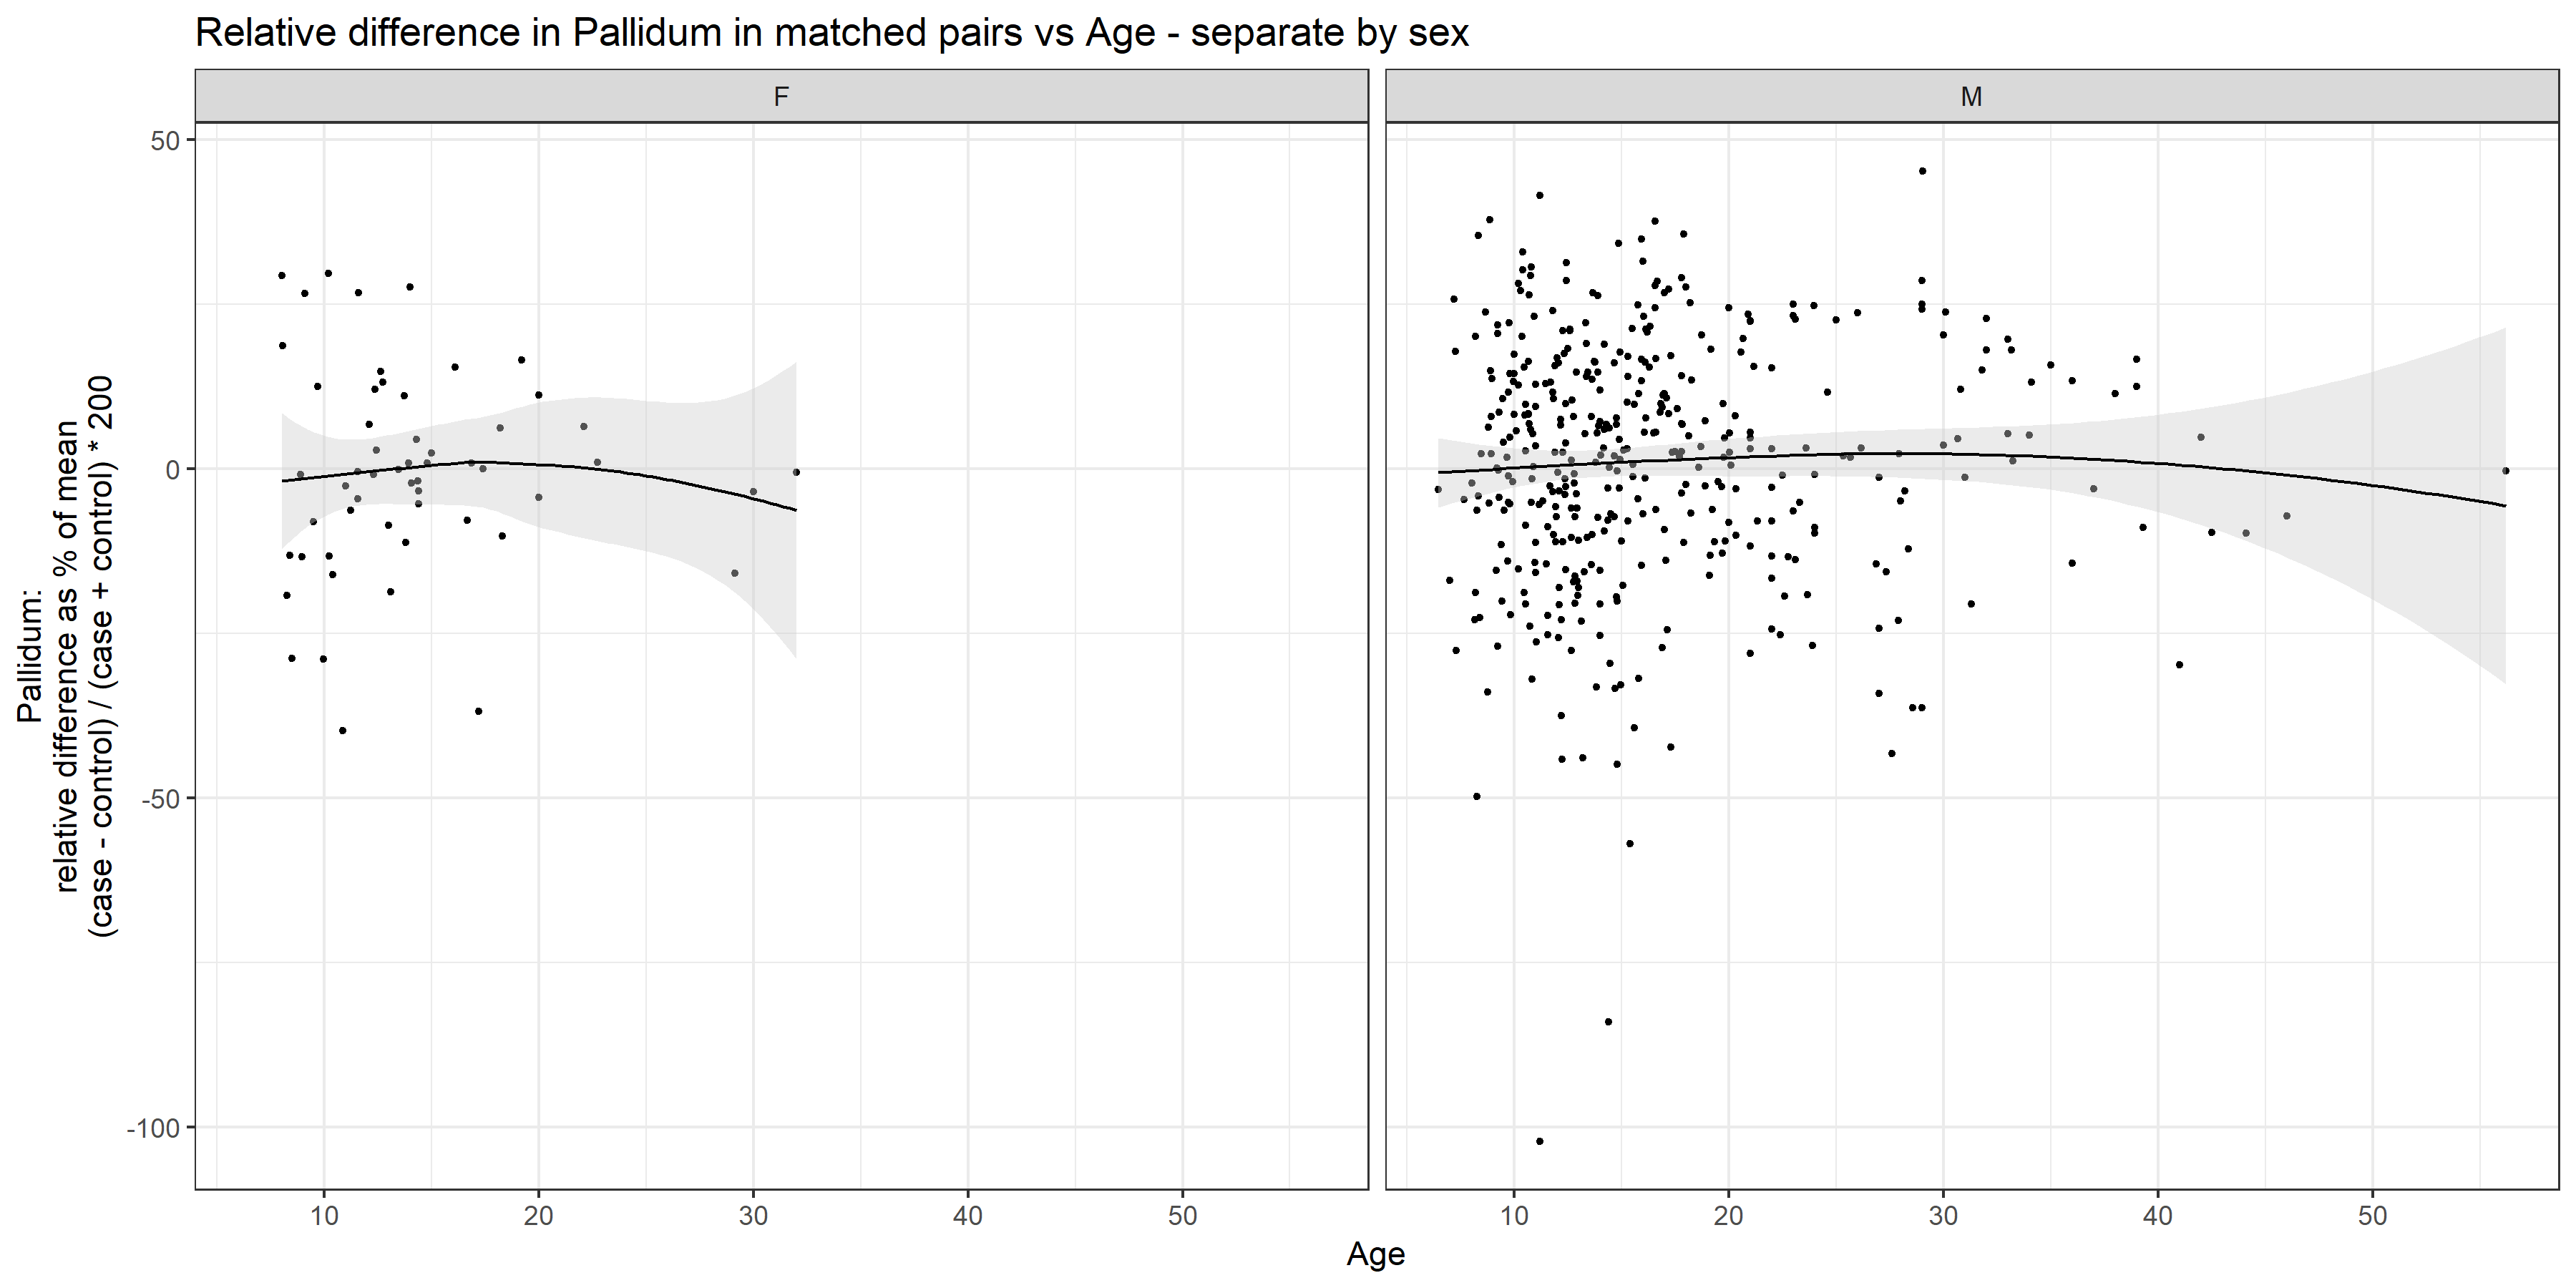 Relative difference in Pallidum in matched pairs vs Age - separate by sex
F
M
Pallidum:
relative difference as % of mean
(case - control) / (case + control) * 200
50
0
-50
-100
10 20 30 40 50
10 20 30 40 50
Age